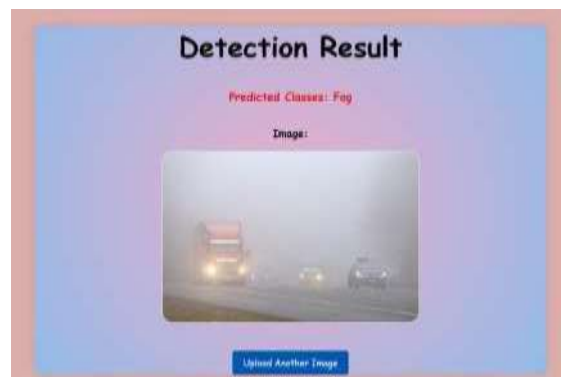 Detection Result
Predicted Classes: Fog
Image:
Upload Another Image